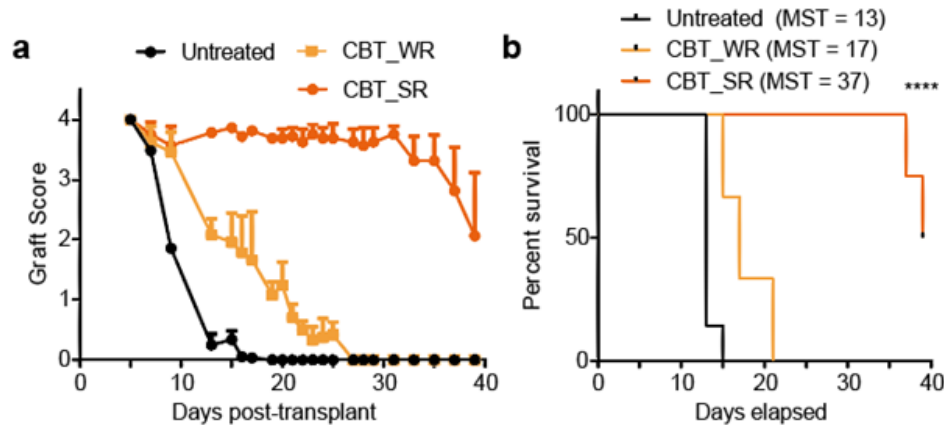 a
Untreated
CBT_WR
CBT_SR
Graft Score
4
3
2
1
0
0
10
20
30
40
Days post-transplant
b
Untreated (MST = 13)
CBT_WR (MST = 17)
CBT_SR (MST = 37)
****
Percent survival
100
50
0
0
10
20
30
40
Days elapsed